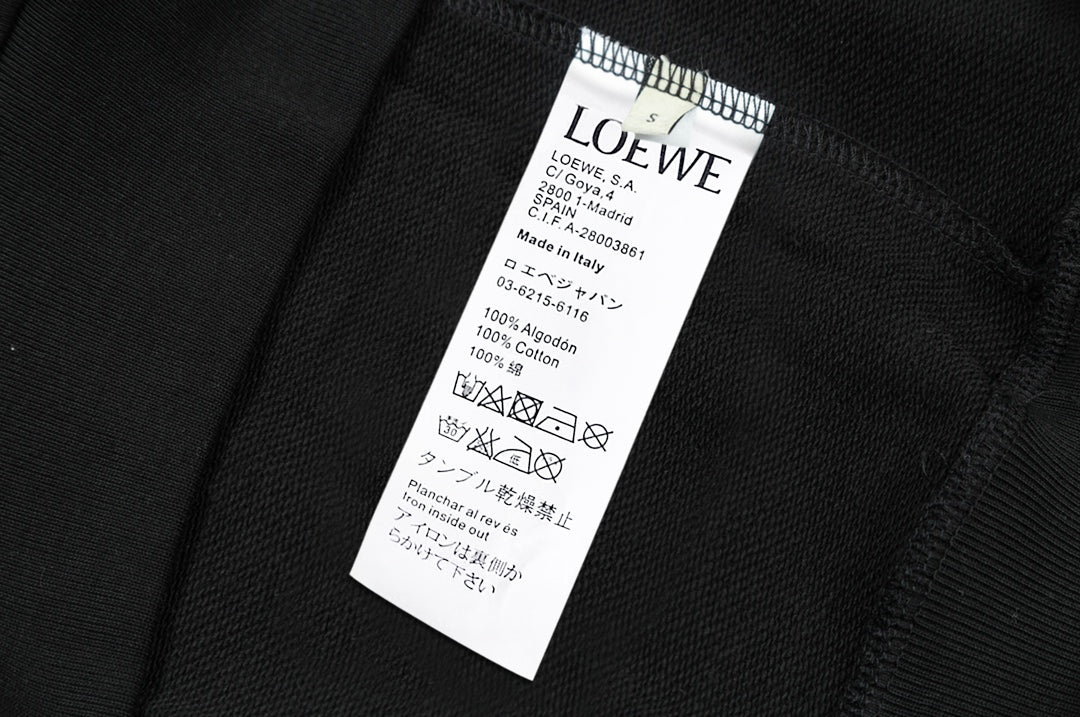 S
LOEWE
LOEWE, S.A.
C/ Goya,4
2800 1-Madrid
SPAIN
C.I.F. A-28003861
Made in Italy
ロエベジャパン
03-6215-6116
100% Algodón
100% Cotton
100% 綿
30
低
タンブル乾燥禁止
Planchar al rev és
Iron inside out
アイロンは裏側か
らかけて下さい